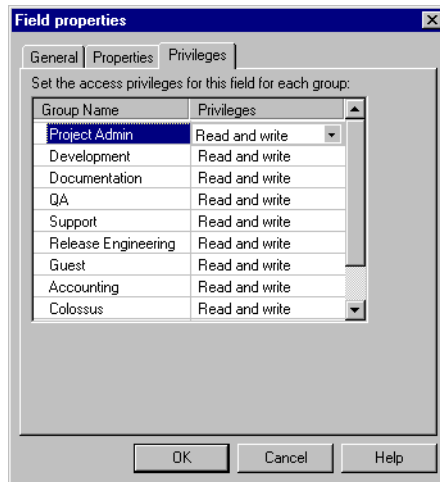 Field properties
General Properties Privileges
Set the access privileges for this field for each group:
Group Name Privileges
Project Admin Read and write
Development Read and write
Documentation Read and write
QA Read and write
Support Read and write
Release Engineering Read and write
Guest Read and write
Accounting Read and write
Colossus Read and write
OK Cancel Help